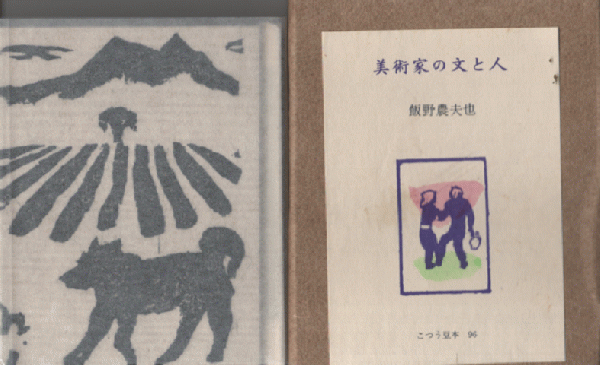 美術家の文と人
飯野農夫也
こつう豆本 96